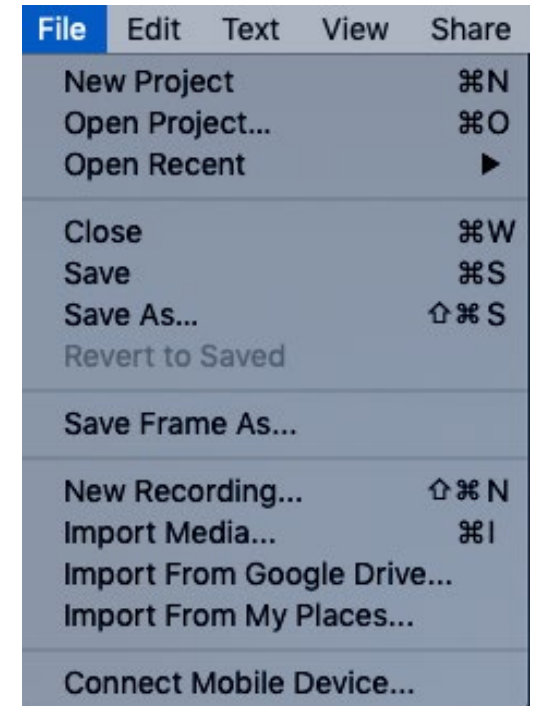 File Edit Text View Share
New Project ⌘N
Open Project... ⌘O
Open Recent ▶
Close ⌘W
Save ⌘S
Save As... ⇧⌘S
Revert to Saved
Save Frame As...
New Recording... ⇧⌘N
Import Media... ⌘I
Import From Google Drive...
Import From My Places...
Connect Mobile Device...